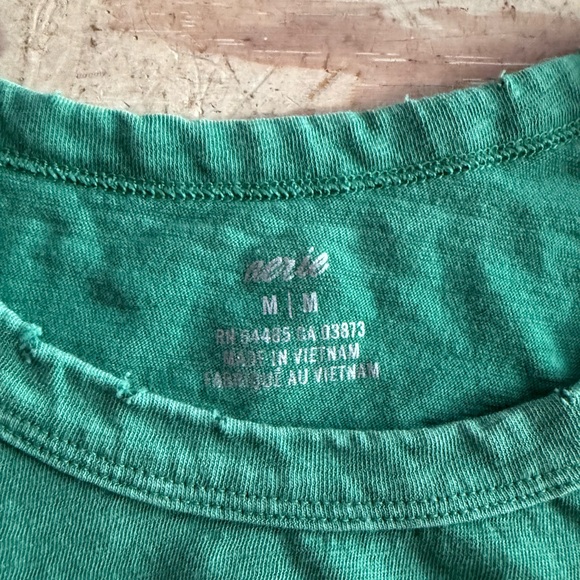 aerie
M | M
RN 54485 CA 03873
MADE IN VIETNAM
FABRIQUÉ AU VIETNAM